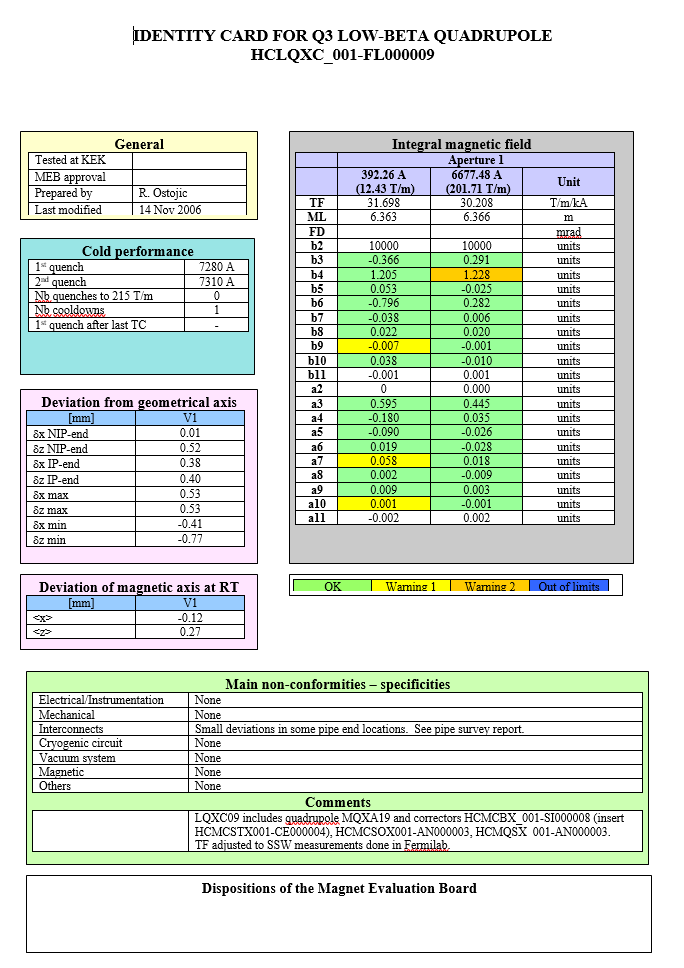 IDENTITY CARD FOR Q3 LOW-BETA QUADRUPOLE
HCLQXC_001-FL000009
General
Tested at KEK
MEB approval
Prepared by R. Ostojic
Last modified 14 Nov 2006
Cold performance
1st quench 7280 A
2nd quench 7310 A
Nb quenches to 215 T/m 0
Nb cooldowns 1
1st quench after last TC -
Deviation from geometrical axis
[mm] V1
δx NIP-end 0.01
δz NIP-end 0.52
δx IP-end 0.38
δz IP-end 0.40
δx max 0.53
δz max 0.53
δx min -0.41
δz min -0.77
Deviation of magnetic axis at RT
[mm] V1
<x> -0.12
<z> 0.27
Integral magnetic field
Aperture 1
392.26 A 6677.48 A Unit
(12.43 T/m) (201.71 T/m)
TF 31.698 30.208 T/m/kA
ML 6.363 6.366 m
FD mrad
b2 10000 10000 units
b3 -0.366 0.291 units
b4 1.205 1.228 units
b5 0.053 -0.025 units
b6 -0.796 0.282 units
b7 -0.038 0.006 units
b8 0.022 0.020 units
b9 -0.007 -0.001 units
b10 0.038 -0.010 units
b11 -0.001 0.001 units
a2 0 0.000 units
a3 0.595 0.445 units
a4 -0.180 0.035 units
a5 -0.090 -0.026 units
a6 0.019 -0.028 units
a7 0.058 0.018 units
a8 0.002 -0.009 units
a9 0.009 0.003 units
a10 0.001 -0.001 units
a11 -0.002 0.002 units
OK Warning 1 Warning 2 Out of limits
Main non-conformities – specificities
Electrical/Instrumentation None
Mechanical None
Interconnects Small deviations in some pipe end locations. See pipe survey report.
Cryogenic circuit None
Vacuum system None
Magnetic None
Others None
Comments
LQXC09 includes quadrupole MQXA19 and correctors HCMCBX_001-SI000008 (insert
HCMCSTX001-CE000004), HCMCSOX001-AN000003, HCMQSX_001-AN000003.
TF adjusted to SSW measurements done in Fermilab.
Dispositions of the Magnet Evaluation Board